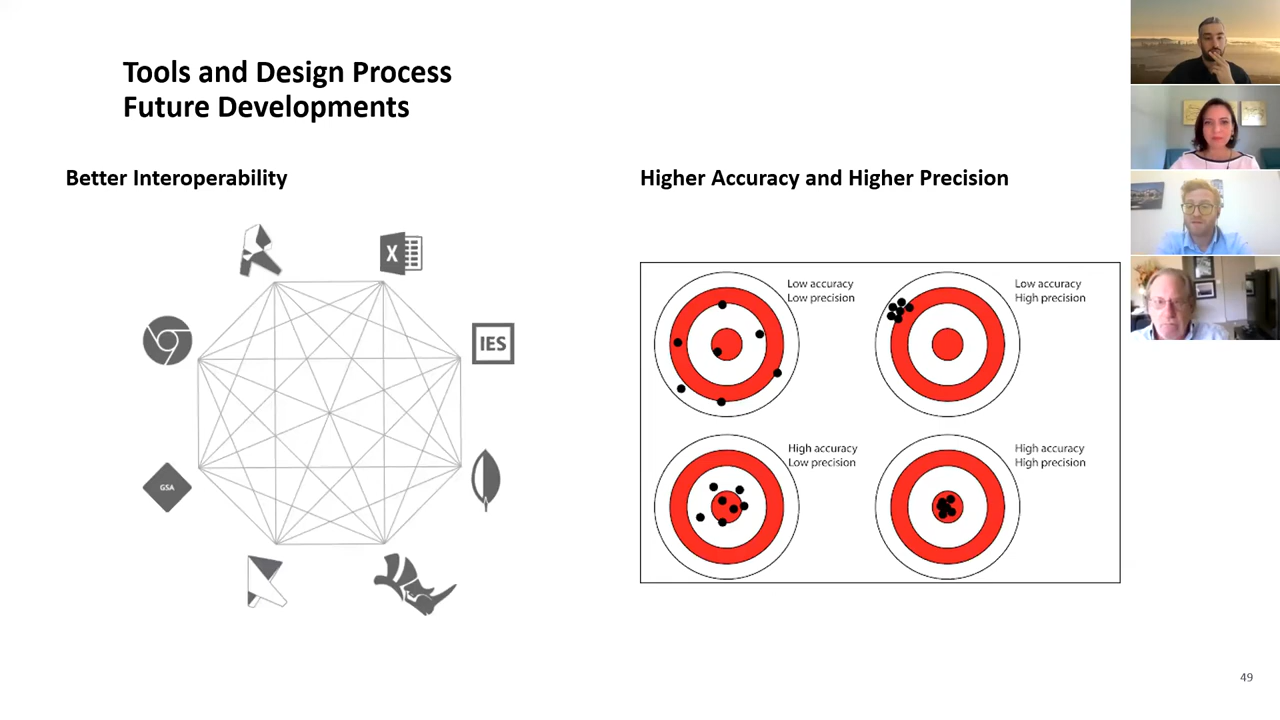 Tools and Design Process
Future Developments
Better Interoperability
Higher Accuracy and Higher Precision
X
IES
GSA
Low accuracy
Low precision
Low accuracy
High precision
High accuracy
Low precision
High accuracy
High precision
49